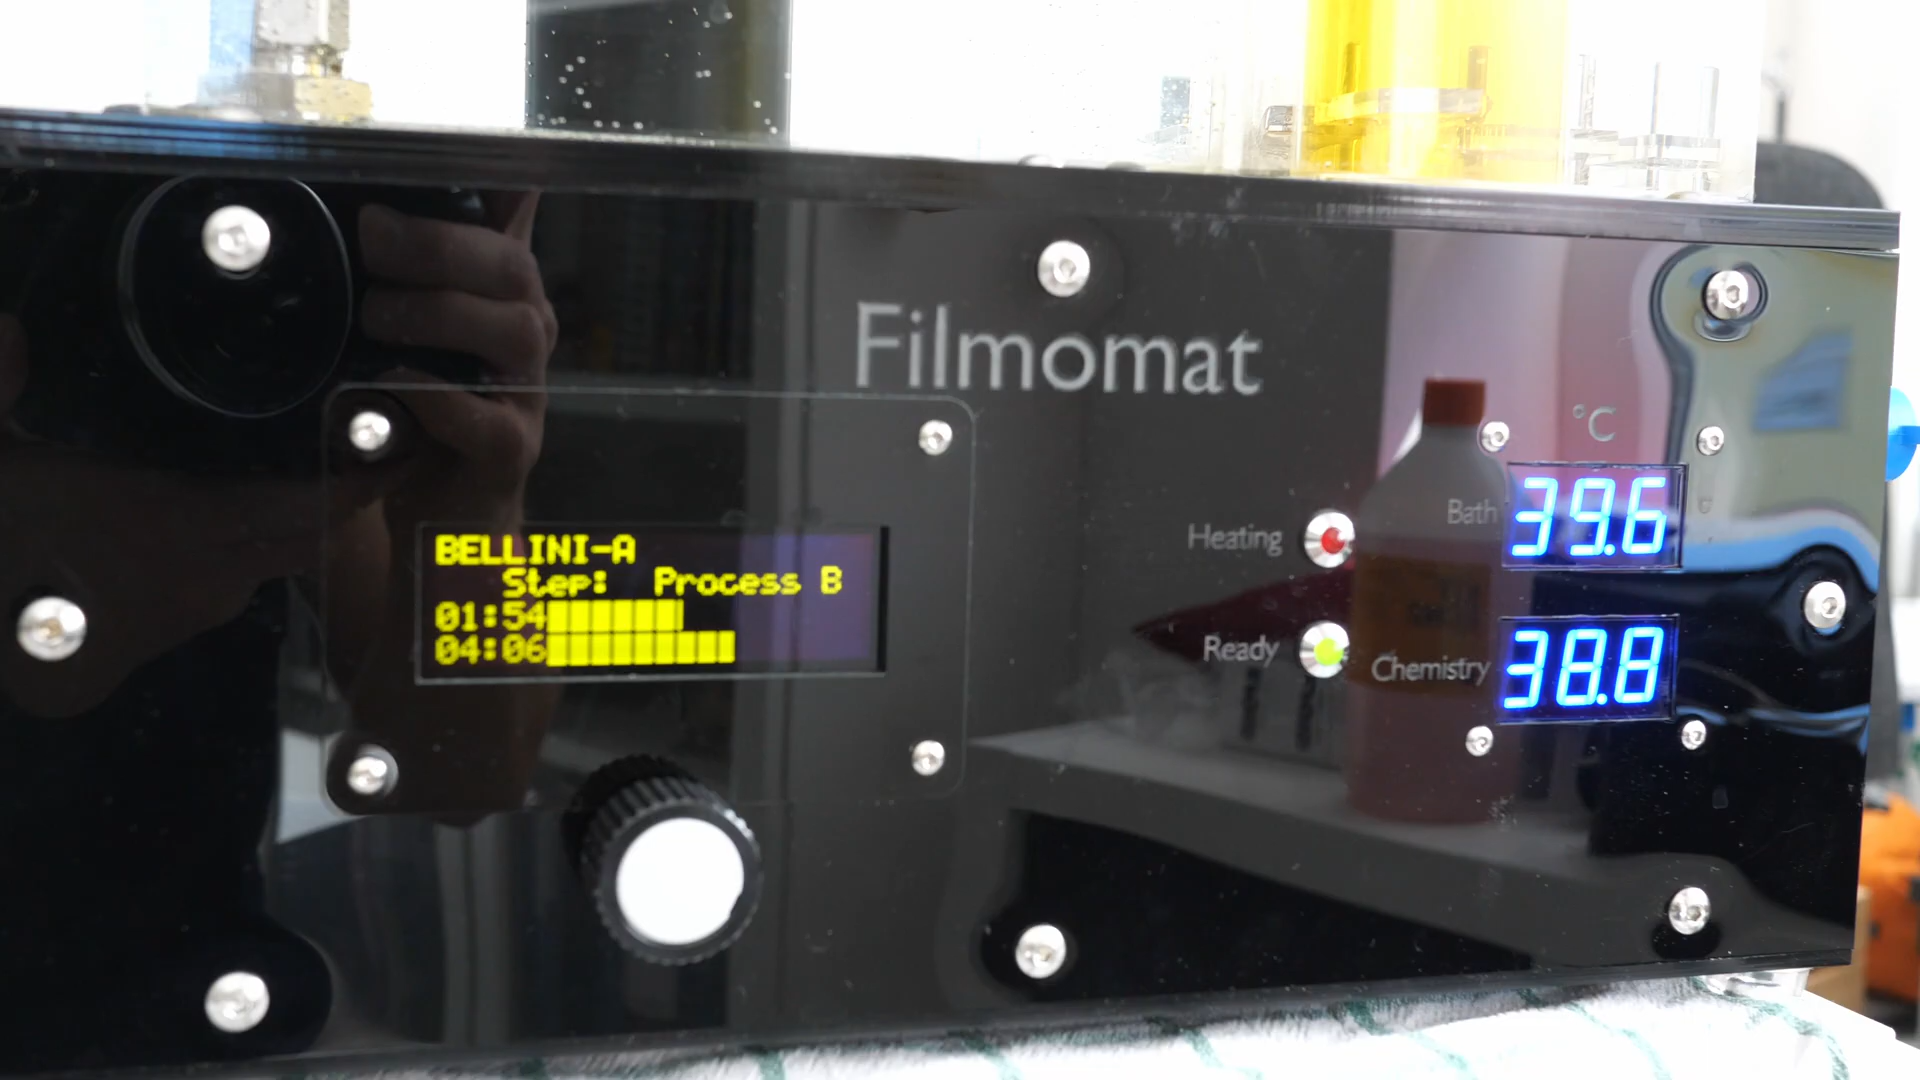 Filmomat
°C
BELLINI-A
Step: Process B
01:54
04:06
Heating
Ready
Bath 39.6
Chemistry 38.8